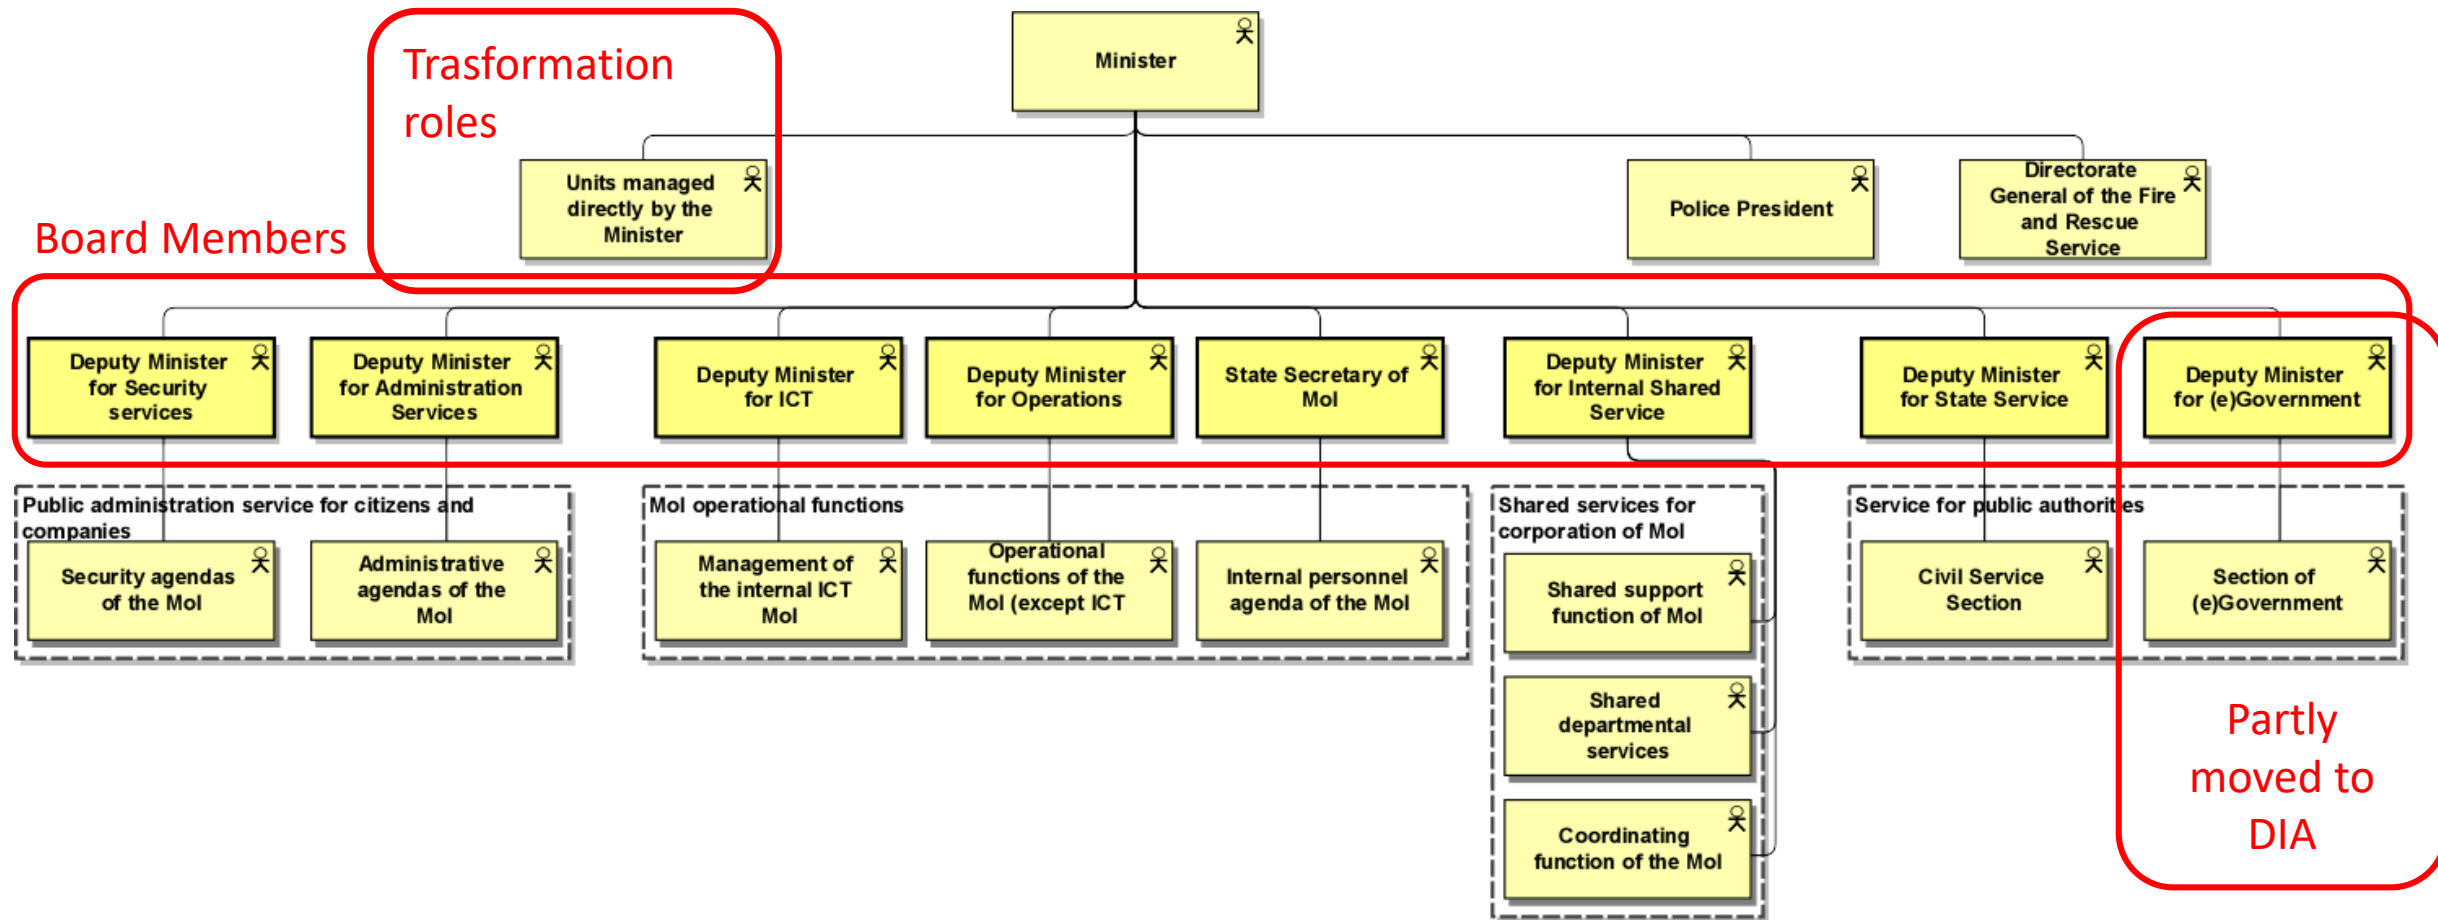 Trasformation
roles
Minister
Units managed
directly by the
Minister
Police President
Directorate
General of the Fire
and Rescue
Service
Board Members
Deputy Minister
for Security
services
Deputy Minister
for Administration
Services
Deputy Minister
for ICT
Deputy Minister
for Operations
State Secretary of
MoI
Deputy Minister
for Internal Shared
Service
Deputy Minister
for State Service
Deputy Minister
for (e)Government
Public administration service for citizens and
companies
Security agendas
of the MoI
Administrative
agendas of the
MoI
MoI operational functions
Management of
the internal ICT
MoI
Operational
functions of the
MoI (except ICT
Internal personnel
agenda of the MoI
Shared services for
corporation of MoI
Shared support
function of MoI
Shared
departmental
services
Coordinating
function of the MoI
Service for public authorities
Civil Service
Section
Section of
(e)Government
Partly
moved to
DIA